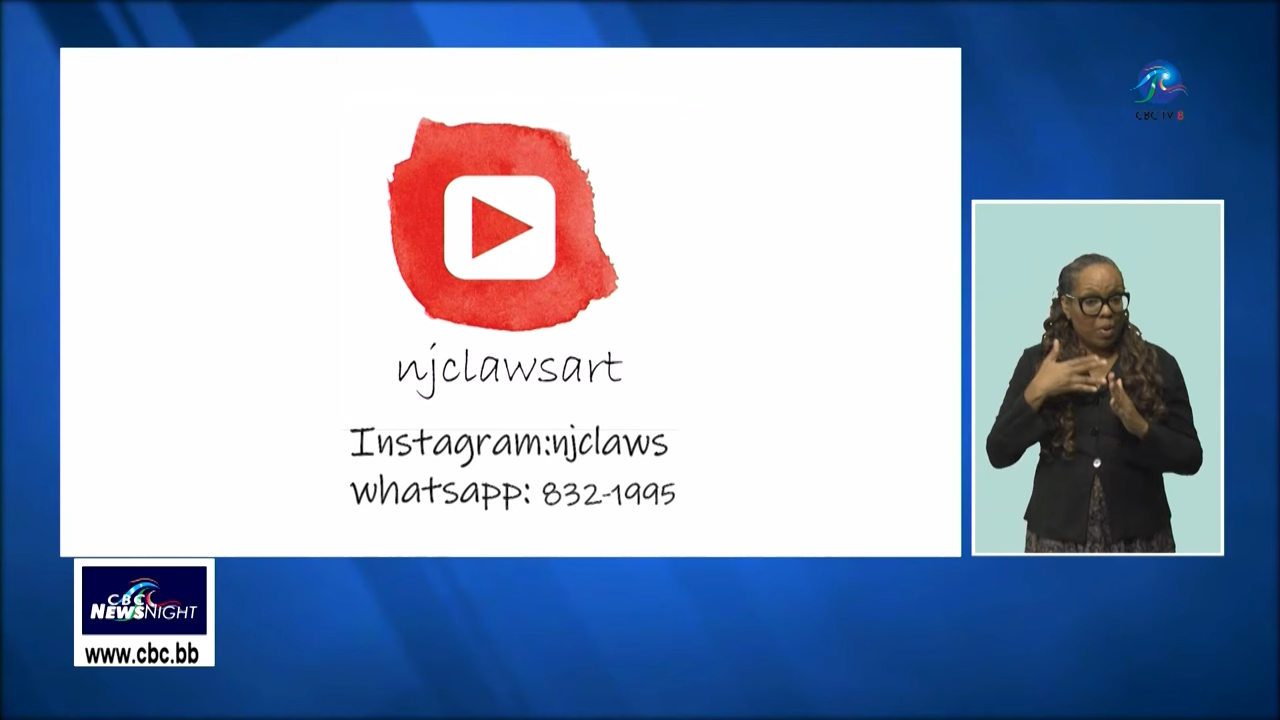 CBC TV 8
njclawsart
Instagram:njclaws
whatsapp: 832-1995
CBC
NEWSNIGHT
www.cbc.bb